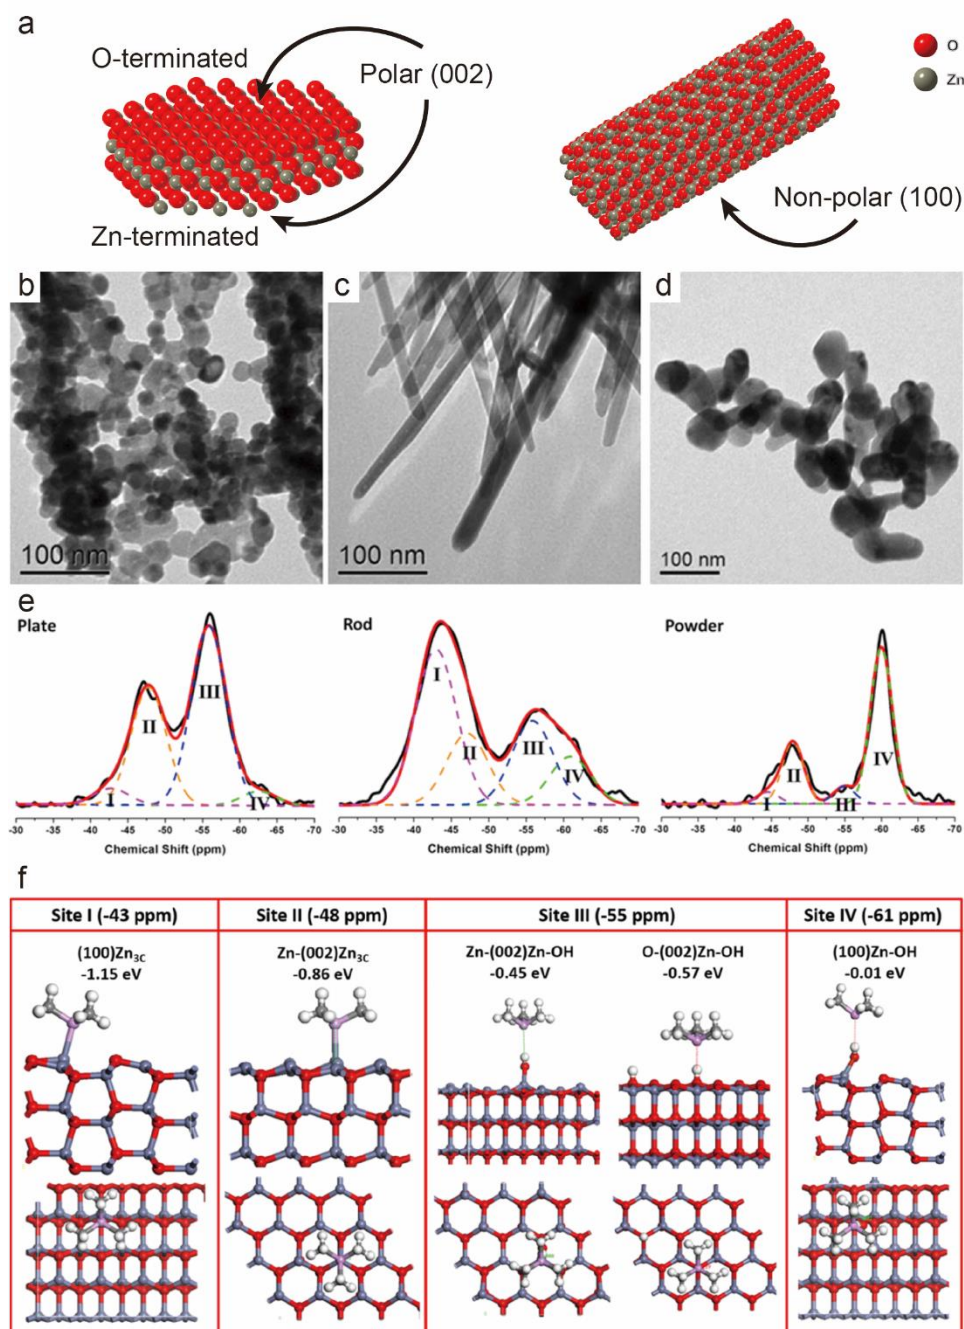 a
O-terminated
Polar (002)
Zn-terminated
O
Zn
Non-polar (100)
b
c
d
100 nm
100 nm
100 nm
e
Plate
Rod
Powder
I
II
III
IV
I
II
III
IV
I
II
III
IV
-30 -35 -40 -45 -50 -55 -60 -65 -70
-30 -35 -40 -45 -50 -55 -60 -65 -70
-30 -35 -40 -45 -50 -55 -60 -65 -70
Chemical Shift (ppm)
Chemical Shift (ppm)
Chemical Shift (ppm)
f
Site I (-43 ppm)
Site II (-48 ppm)
Site III (-55 ppm)
Site IV (-61 ppm)
(100)Zn3C
-1.15 eV
Zn-(002)Zn3C
-0.86 eV
Zn-(002)Zn-OH
-0.45 eV
O-(002)Zn-OH
-0.57 eV
(100)Zn-OH
-0.01 eV